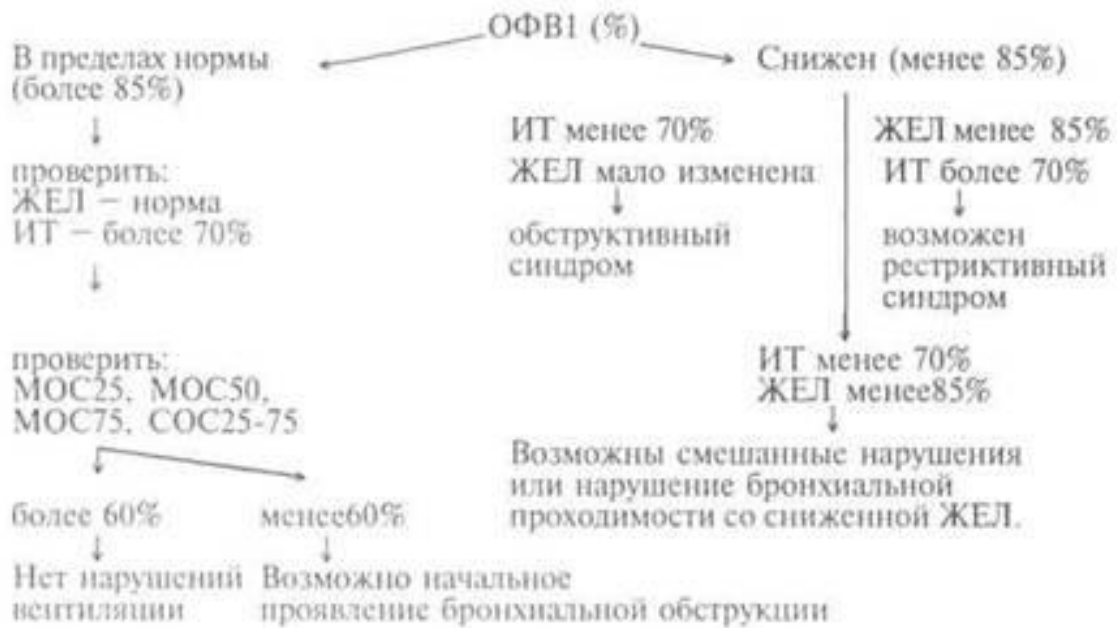 ОФВ1 (%)
В пределах нормы
(более 85%)
Снижен (менее 85%)
проверить:
ЖЕЛ – норма
ИТ – более 70%
ИТ менее 70%
ЖЕЛ мало изменена
обструктивный
синдром
ЖЕЛ менее 85%
ИТ более 70%
возможен
рестриктивный
синдром
проверить:
МОС25, МОС50,
МОС75, СОС25-75
ИТ менее 70%
ЖЕЛ менее85%
Возможны смешанные нарушения
или нарушение бронхиальной
проходимости со сниженной ЖЕЛ.
более 60%
менее60%
Нет нарушений
вентиляции
Возможно начальное
проявление бронхиальной обструкции